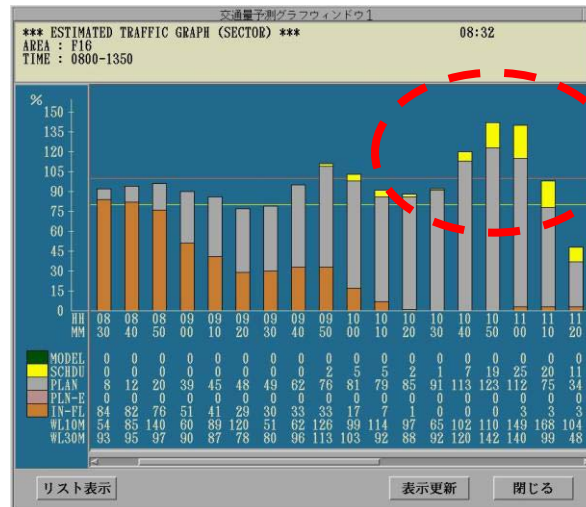 交通量予測グラフウィンドウ1
*** ESTIMATED TRAFFIC GRAPH (SECTOR) *** 08:32
AREA : F16
TIME : 0800-1350
%
150
135
120
105
90
75
60
45
30
15
0
HH 08 08 08 09 09 09 09 09 09 10 10 10 10 10 10 11 11 11
MM 30 40 50 00 10 20 30 40 50 00 10 20 30 40 50 00 10 20
MODEL 0 0 0 0 0 0 0 0 0 0 0 0 0 0 0 0 0 0
SCHDU 0 0 0 0 0 0 0 0 2 5 5 2 1 7 19 25 20 11
PLAN 8 12 20 39 45 48 49 62 76 81 79 85 91 113 123 112 75 34
PLN-E 0 0 0 0 0 0 0 0 0 0 0 0 0 0 0 0 0 0
IN-FL 84 82 76 51 41 29 30 33 33 17 7 1 0 0 0 3 3 3
WL10M 54 85 140 60 89 120 51 62 126 99 114 97 65 102 110 149 168 104
WL30M 93 95 97 90 87 78 80 96 113 103 92 88 92 120 142 140 99 48
リスト表示 表示更新 閉じる